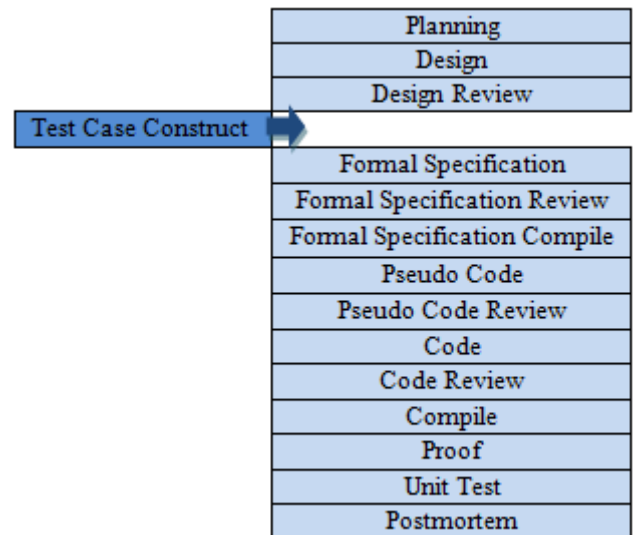 Planning
Design
Design Review
Test Case Construct
Formal Specification
Formal Specification Review
Formal Specification Compile
Pseudo Code
Pseudo Code Review
Code
Code Review
Compile
Proof
Unit Test
Postmortem